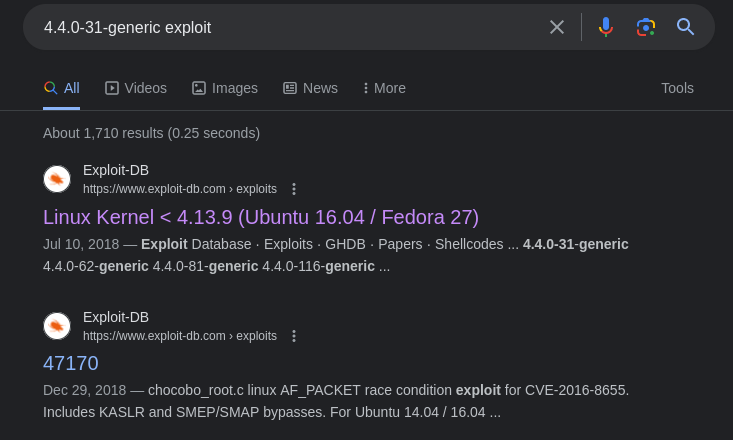 4.4.0-31-generic exploit
All Videos Images News More Tools
About 1,710 results (0.25 seconds)
Exploit-DB
https://www.exploit-db.com › exploits
Linux Kernel < 4.13.9 (Ubuntu 16.04 / Fedora 27)
Jul 10, 2018 — Exploit Database · Exploits · GHDB · Papers · Shellcodes ... 4.4.0-31-generic
4.4.0-62-generic 4.4.0-81-generic 4.4.0-116-generic ...
Exploit-DB
https://www.exploit-db.com › exploits
47170
Dec 29, 2018 — chocobo_root.c linux AF_PACKET race condition exploit for CVE-2016-8655.
Includes KASLR and SMEP/SMAP bypasses. For Ubuntu 14.04 / 16.04 ...